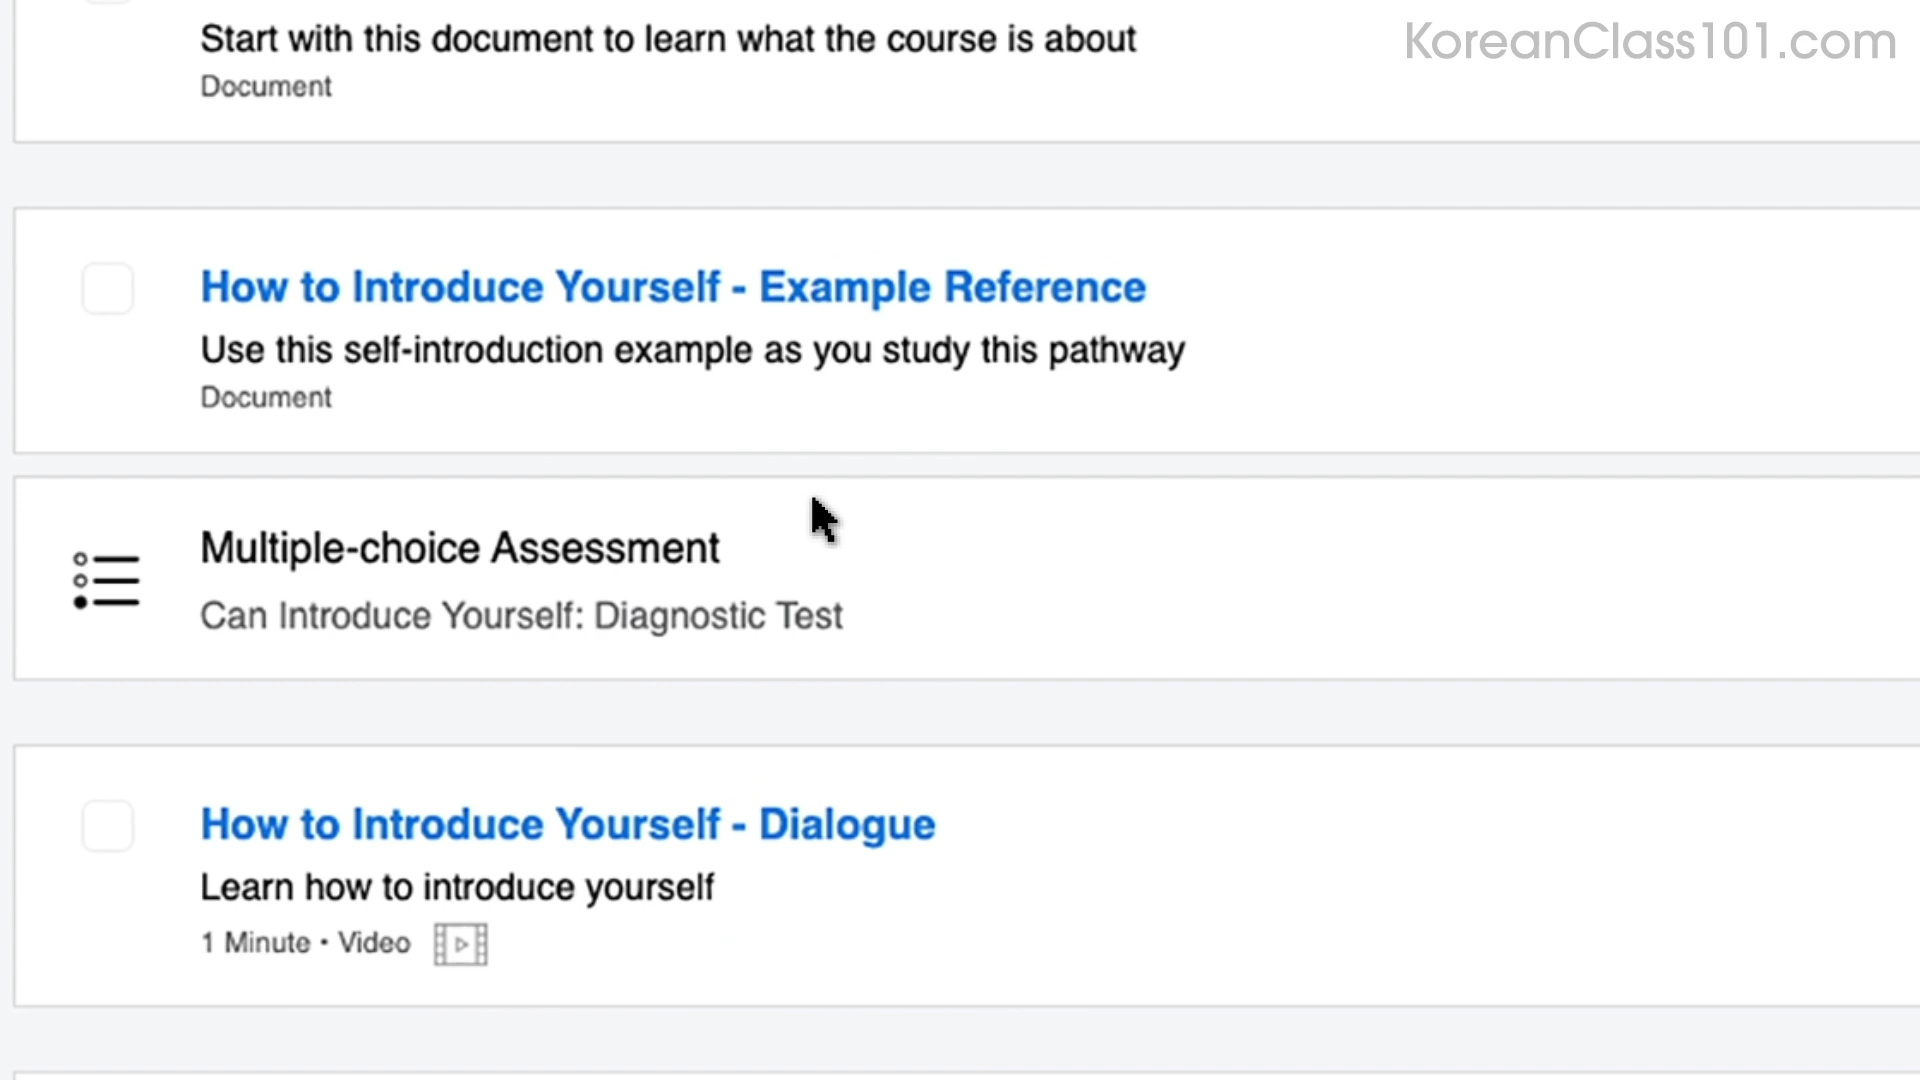 KoreanClass101.com
Start with this document to learn what the course is about
Document
How to Introduce Yourself - Example Reference
Use this self-introduction example as you study this pathway
Document
Multiple-choice Assessment
Can Introduce Yourself: Diagnostic Test
How to Introduce Yourself - Dialogue
Learn how to introduce yourself
1 Minute • Video